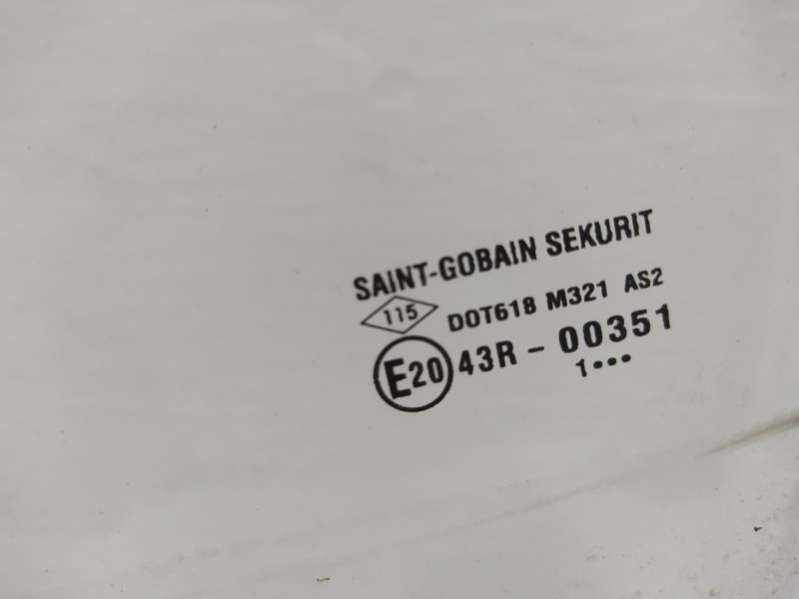 SAINT-GOBAIN SEKURIT
115 DOT618 M321 AS2
E20 43R - 00351
1•••